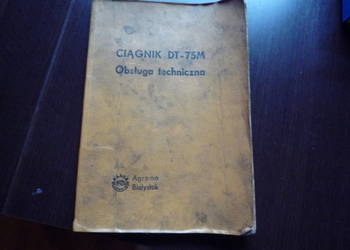 CIĄGNIK DT-75M
Obsługa techniczna
Agroma
Białystok